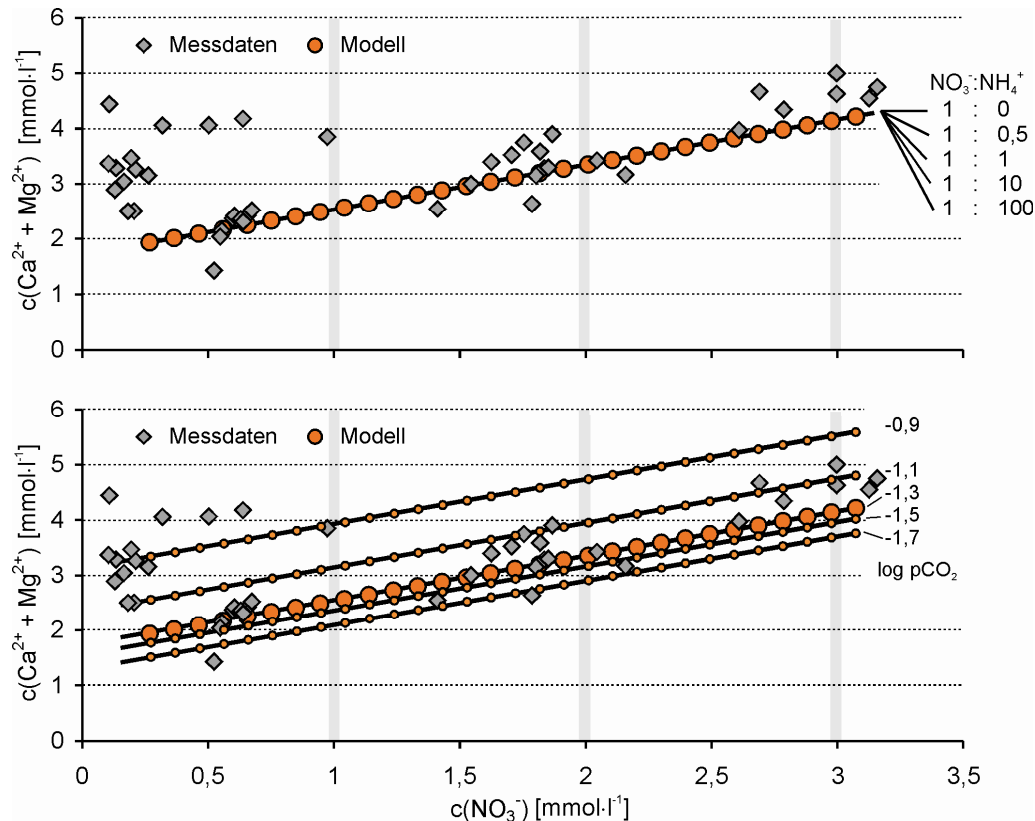 6
5
4
3
2
1
0
c(Ca²⁺ + Mg²⁺) [mmol·l⁻¹]
Messdaten Modell
NO₃⁻:NH₄⁺
1 : 0
1 : 0,5
1 : 1
1 : 10
1 : 100
6
5
4
3
2
1
0
c(Ca²⁺ + Mg²⁺) [mmol·l⁻¹]
Messdaten Modell
-0,9
-1,1
-1,3
-1,5
-1,7
log pCO₂
0 0,5 1 1,5 2 2,5 3 3,5
c(NO₃⁻) [mmol·l⁻¹]